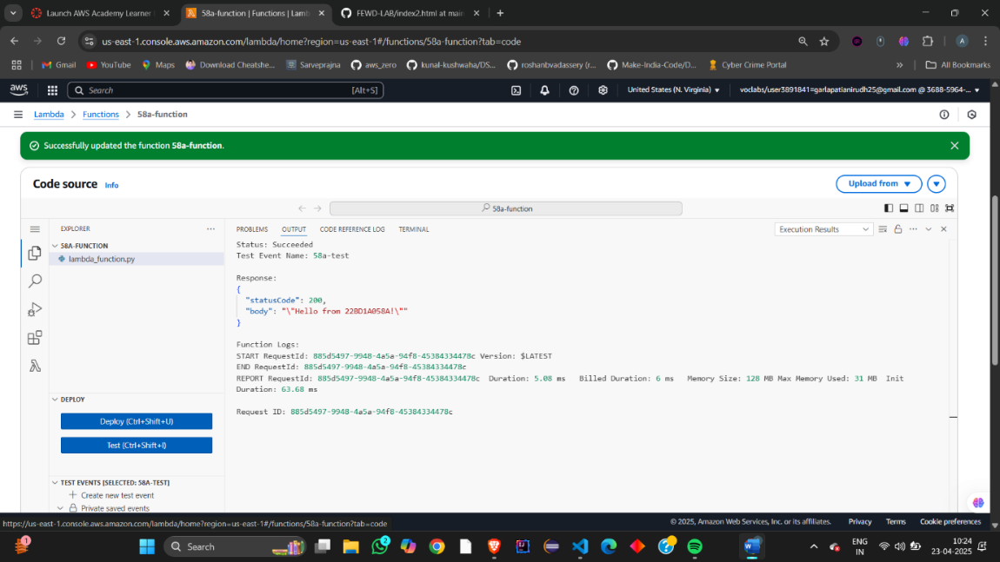 Launch AWS Academy Learner
58a-function | Functions | Lamb
FEWD-LAB/index2.html at main
us-east-1.console.aws.amazon.com/lambda/home?region=us-east-1#/functions/58a-function?tab=code
A
Gmail
YouTube
Maps
Download Cheatshe...
Sarveprajna
aws_zero
kunal-kushwaha/DS...
roshanbvadassery (r...
Make-India-Code/D...
Cyber Crime Portal
»
All Bookmarks
aws
Search
[Alt+S]
United States (N. Virginia)
voclabs/user3891841=garlapatianirudh25@gmail.com @ 3688-5964-...
Lambda > Functions > 58a-function
Successfully updated the function 58a-function.
Code source Info
Upload from
58a-function
EXPLORER
PROBLEMS OUTPUT CODE REFERENCE LOG TERMINAL
Execution Results
58A-FUNCTION
lambda_function.py
Status: Succeeded
Test Event Name: 58a-test
Response:
{
"statusCode": 200,
"body": "\"Hello from 22BD1A058A!\""
}
Function Logs:
START RequestId: 885d5497-9948-4a5a-94f8-45384334478c Version: $LATEST
END RequestId: 885d5497-9948-4a5a-94f8-45384334478c
REPORT RequestId: 885d5497-9948-4a5a-94f8-45384334478c Duration: 5.08 ms Billed Duration: 6 ms Memory Size: 128 MB Max Memory Used: 31 MB Init
Duration: 63.68 ms
Request ID: 885d5497-9948-4a5a-94f8-45384334478c
DEPLOY
Deploy (Ctrl+Shift+U)
Test (Ctrl+Shift+I)
TEST EVENTS [SELECTED: 58A-TEST]
Create new test event
Private saved events
https://us-east-1.console.aws.amazon.com/lambda/home?region=us-east-1#/functions/58a-function?tab=code
© 2025, Amazon Web Services, Inc. or its affiliates.
Privacy
Terms
Cookie preferences
1
Search
2
ENG
IN
10:24
23-04-2025